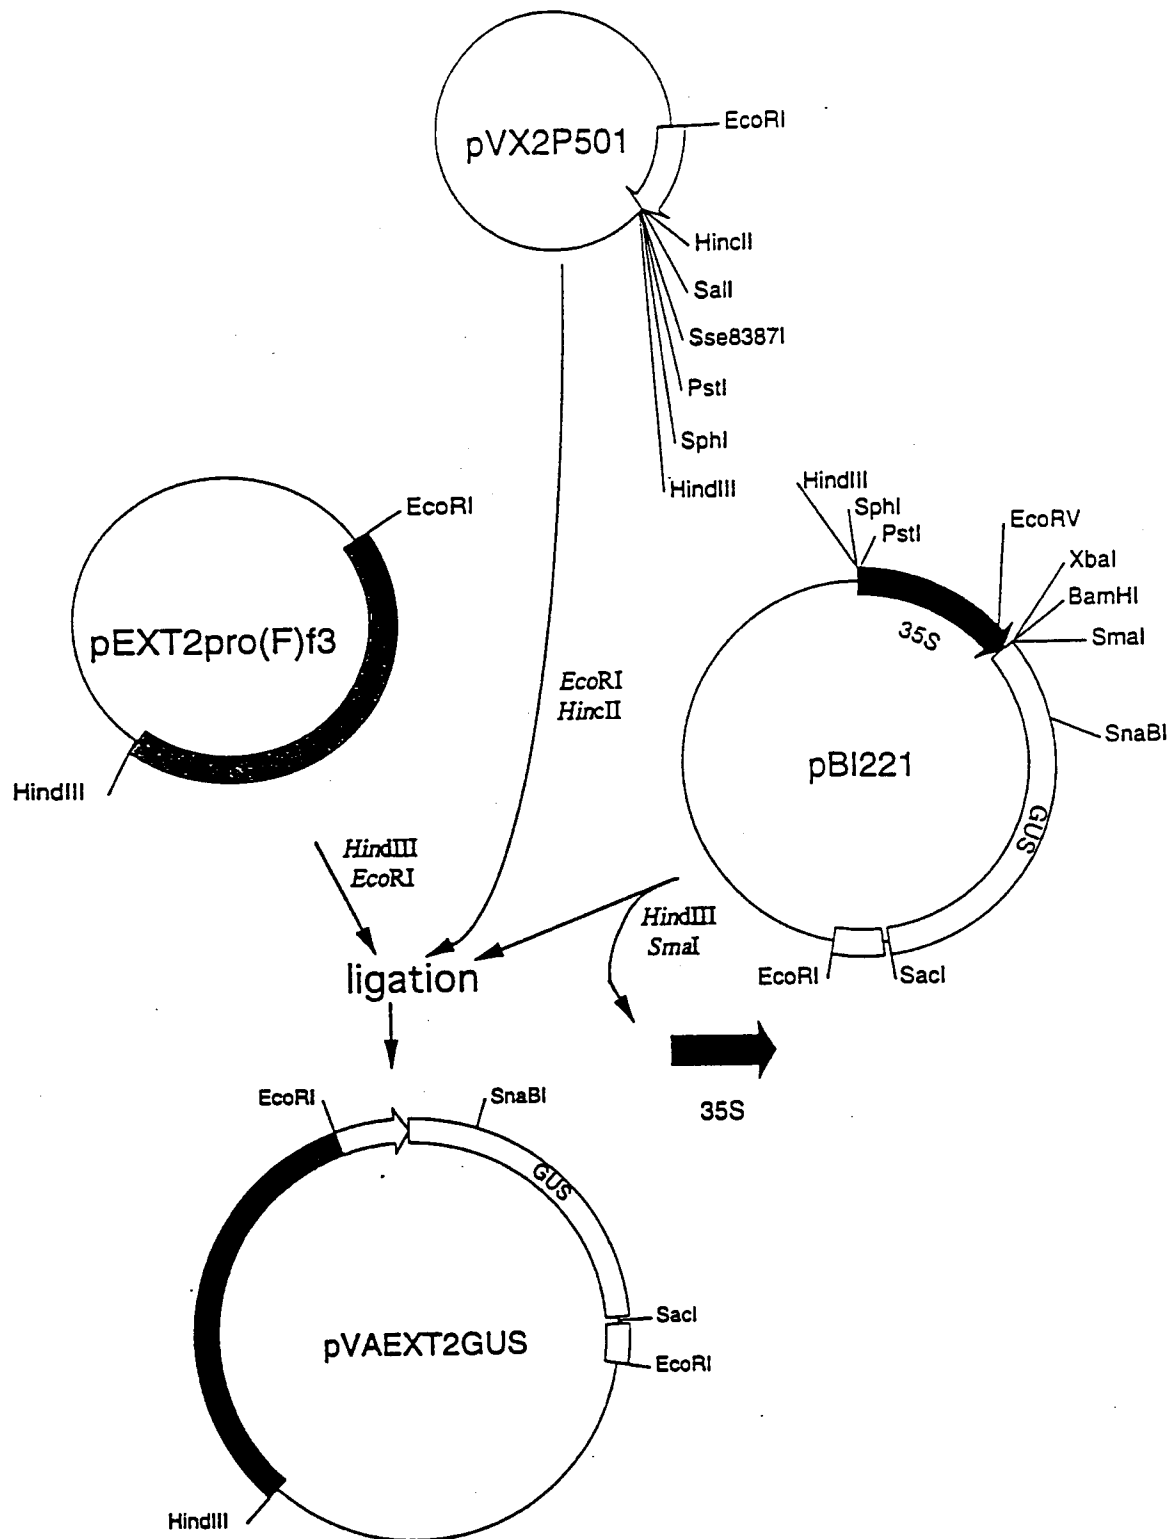 EcoRI
pVX2P501
HincII
SalI
Sse8387I
PstI
SphI
HindIII
HindIII
SphI
PstI
EcoRV
XbaI
BamHI
SmaI
35S
SnaBI
pBI221
GUS
EcoRI
SacI
EcoRI
pEXT2pro(F)f3
HindIII
EcoRI
HincII
HindIII
EcoRI
HindIII
SmaI
ligation
35S
EcoRI
SnaBI
GUS
SacI
EcoRI
pVAEXT2GUS
HindIII